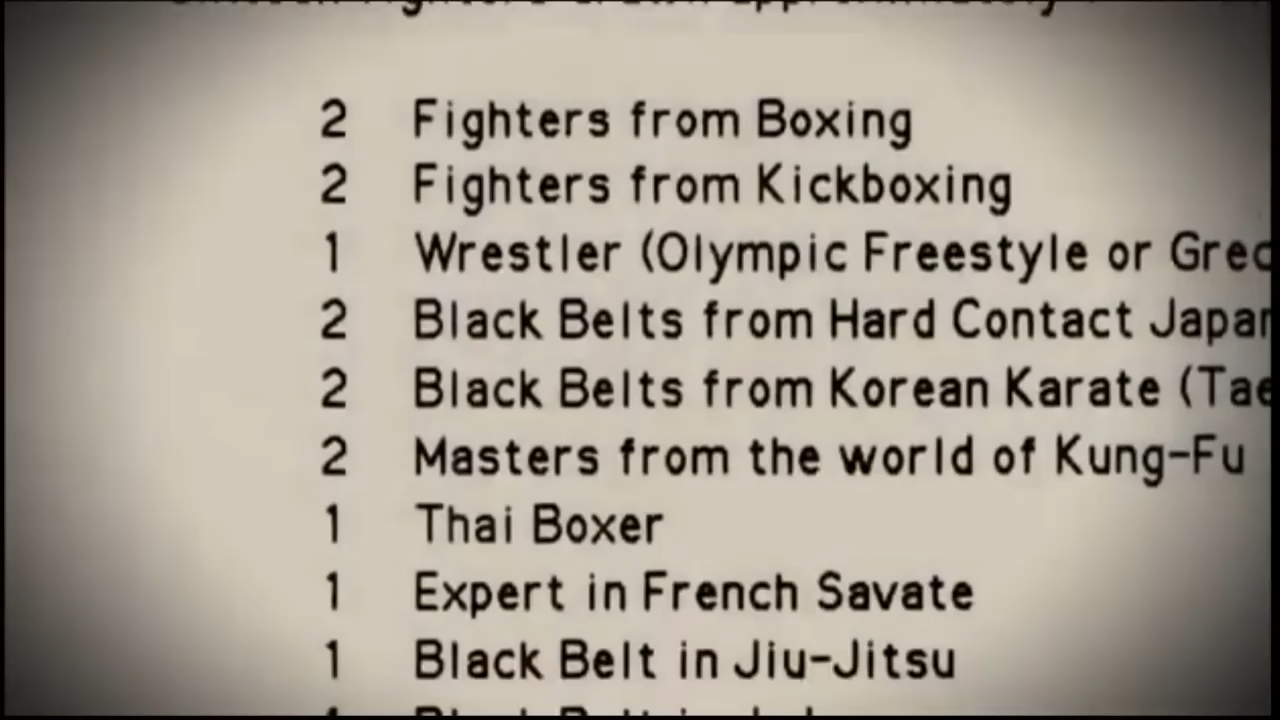 2 Fighters from Boxing
2 Fighters from Kickboxing
1 Wrestler (Olympic Freestyle or
2 Black Belts from Hard Contact
2 Black Belts from Korean Karate
2 Masters from the world of Kung-Fu
1 Thai Boxer
1 Expert in French Savate
1 Black Belt in Jiu-Jitsu